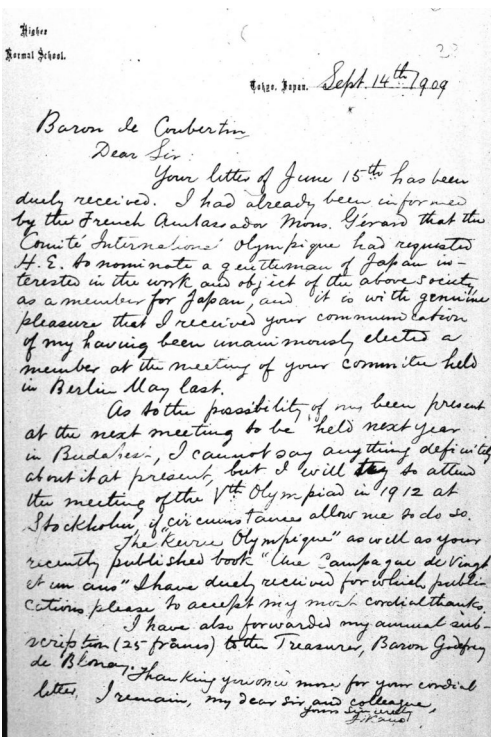 Higher
Normal School.
Tokyo, Japan. Sept. 14th 1909
Baron de Coubertin
Dear Sir:
Your letter of June 15th has been
duely received. I had already been informed
by the French Ambassador Mons. Gérard that the
Comité International Olympique had requested
H.E. to nominate a gentleman of Japan in-
terested in the work and object of the above society
as a member for Japan, and it is with genuine
pleasure that I received your communication
of my having been unanimously elected a
member at the meeting of your committee held
in Berlin May last.
As to the possibility of my been present
at the next meeting to be held next year
in Budapest, I cannot say anything definitely
about it at present, but I will try to attend
the meeting of the Vth Olympiad in 1912 at
Stockholm, if circumstances allow me to do so.
The "Revue Olympique" as well as your
recently published book "Une Campagne de Vingt
et un ans" I have duely received for which publi-
cations please to accept my most cordial thanks.
I have also forwarded my annual sub-
scription (25 francs) to the Treasurer, Baron Godfroy
de Blonay.
Thanking you once more for your cordial
letter, I remain, my dear sir and colleague,
Yours sincerely
J. Kano